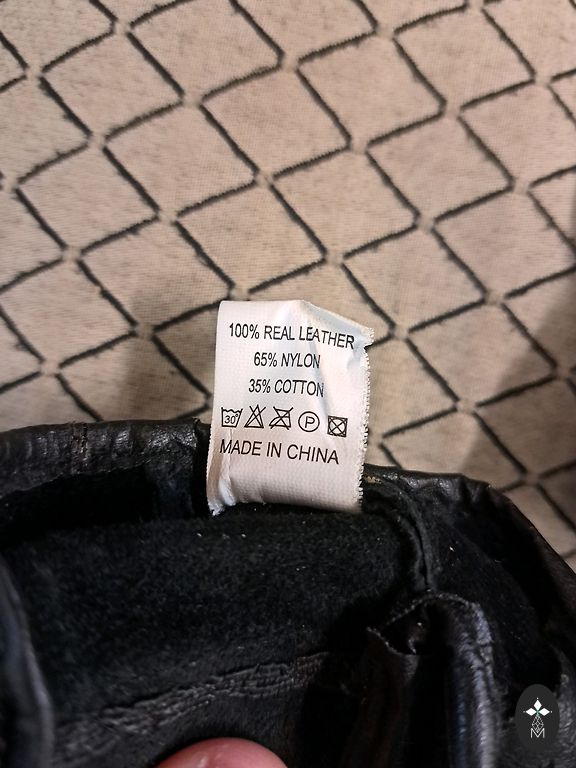 100% REAL LEATHER
65% NYLON
35% COTTON
30° P
MADE IN CHINA
M